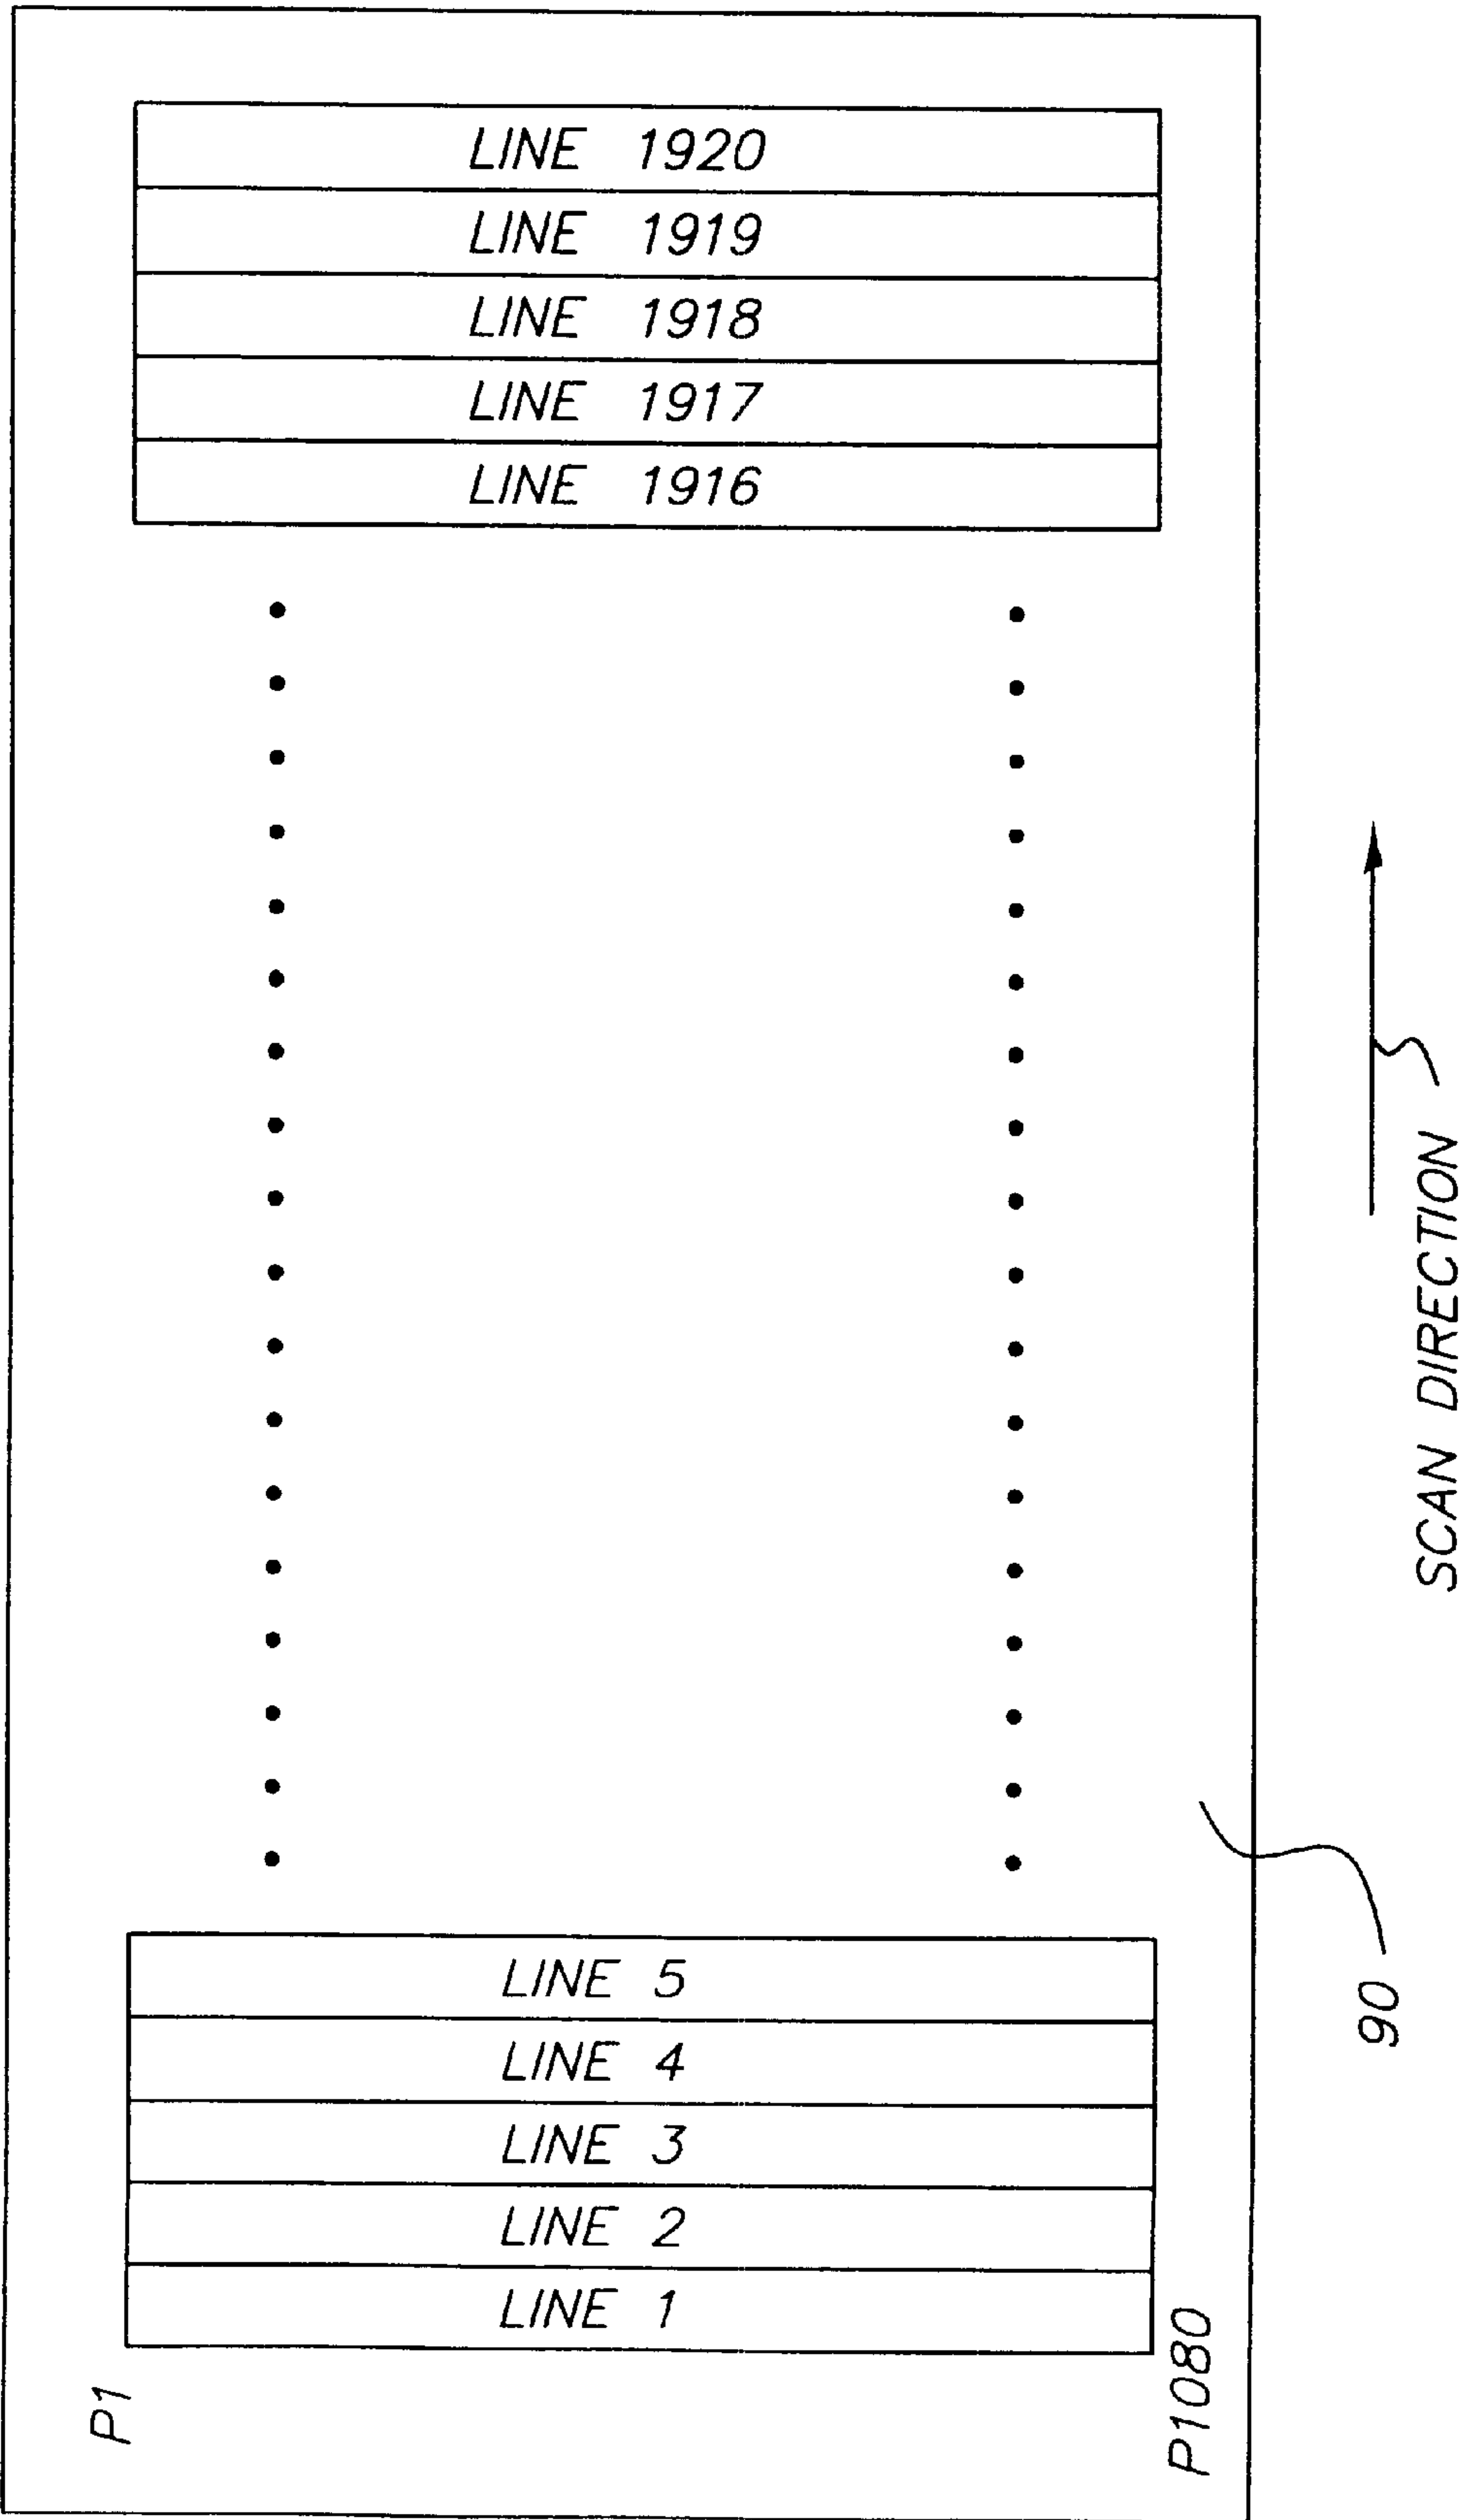 LINE 1920
LINE 1919
LINE 1918
LINE 1917
LINE 1916
LINE 5
LINE 4
LINE 3
LINE 2
LINE 1
P1
P1080
SCAN DIRECTION
90